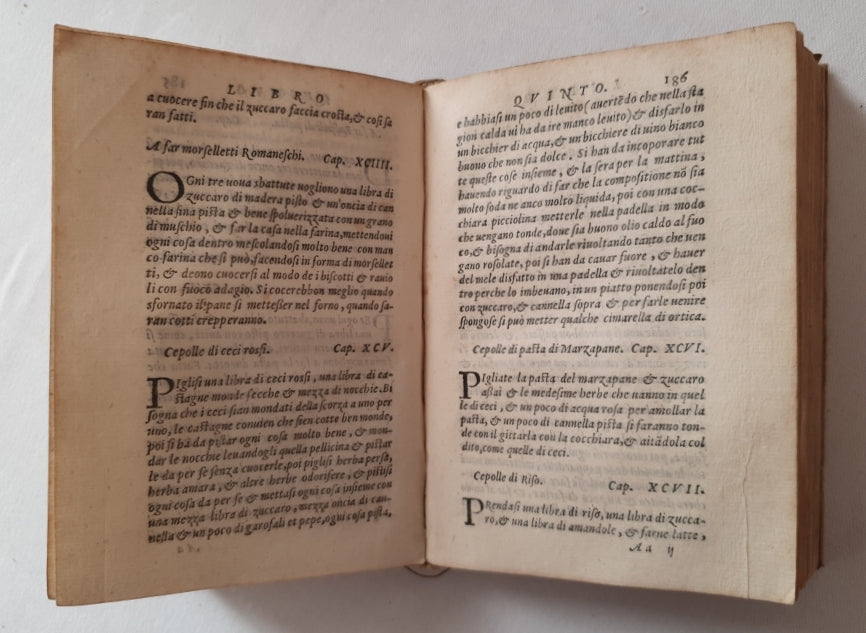 LIBRO
a cuocere fin che il zuccaro faccia crosta,& cosi sa
ran fatti.
A far morselletti Romaneschi. Cap. XCIIII.
OGni tre uoua sbattute uogliono una libra di
zuccaro di madera pisto & un'oncia di can
nella fina pista & bene spoluerizzata con un grano
di muschio, & far la casa nella farina, mettendoui
ogni cosa dentro mescolandosi molto bene con man
co farina che si può, facendosi in forma di morsellet
ti, & deono cuocersi al modo de i biscotti & rauio
li con fuoco adagio. Si cocerebbon meglio quando
sfornato il pane si mettesser nel forno, quando sa-
ran cotti crepperanno.
Cepolle di ceci rossi. Cap. XCV.
PIglisi una libra di ceci rossi, una libra di ca-
stagne monde secche & mezza di nocchie. Bi
sogna che i ceci sian mondati della scorza a uno per
uno, le castagne conuien che sien cotte ben monde,
poi si ha da pistar ogni cosa molto bene, & mon-
dar le nocchie leuandogli quella pellicina & pistar
le da per se senza cuocerle, poi piglisi herba persa,
herba amara, & altre herbe odorifere, & pistisi
ogni cosa da per se & mettasi ogni cosa insieme con
una mezza libra di zuccaro, mezza oncia di can-
nella & un poco di garofali et pepe, ogni cosa pista,
QVINTO. 186
e habbiasi un poco di leuito (auertēdo che nella sta
gion calda ui ha da ire manco leuito) & disfarlo in
un bicchier di acqua, & un bicchiere di uino bianco
buono che non sia dolce. Si han da incoporare tut
te queste cose insieme, & la sera per la mattina,
hauendo riguardo di far che la compositione nō sia
molto soda ne anco molto liquida, poi con una coc-
chiara picciolina metterle nella padella in modo
che uengano tonde, doue sia buono olio caldo al fuo
co, & bisogna di andarle riuoltando tanto che uen
gano rosolate, poi si han da cauar fuore, & hauer
del mele disfatto in una padella & riuoltatelo den
tro perche lo imbeuano, in un piatto ponendosi poi
con zuccaro, & cannella sopra & per farle uenire
spongose si può metter qualche cimarella di ortica.
Cepolle di pasta di Marzapane. Cap. XCVI.
PIgliate la pasta del marzapane & zuccaro
assai & le medesime herbe che uanno in quel
le di ceci, & un poco di acqua rosa per amollar la
pasta, & un poco di cannella pista si faranno ton-
de con il gittarla con la cocchiara, & aitādola col
dito, come quelle di ceci.
Cepolle di Riso.
Cap. XCVII.
PRendasi una libra di riso, una libra di zucca-
ro, & una libra di amandole, & farne latte,
Aa ij